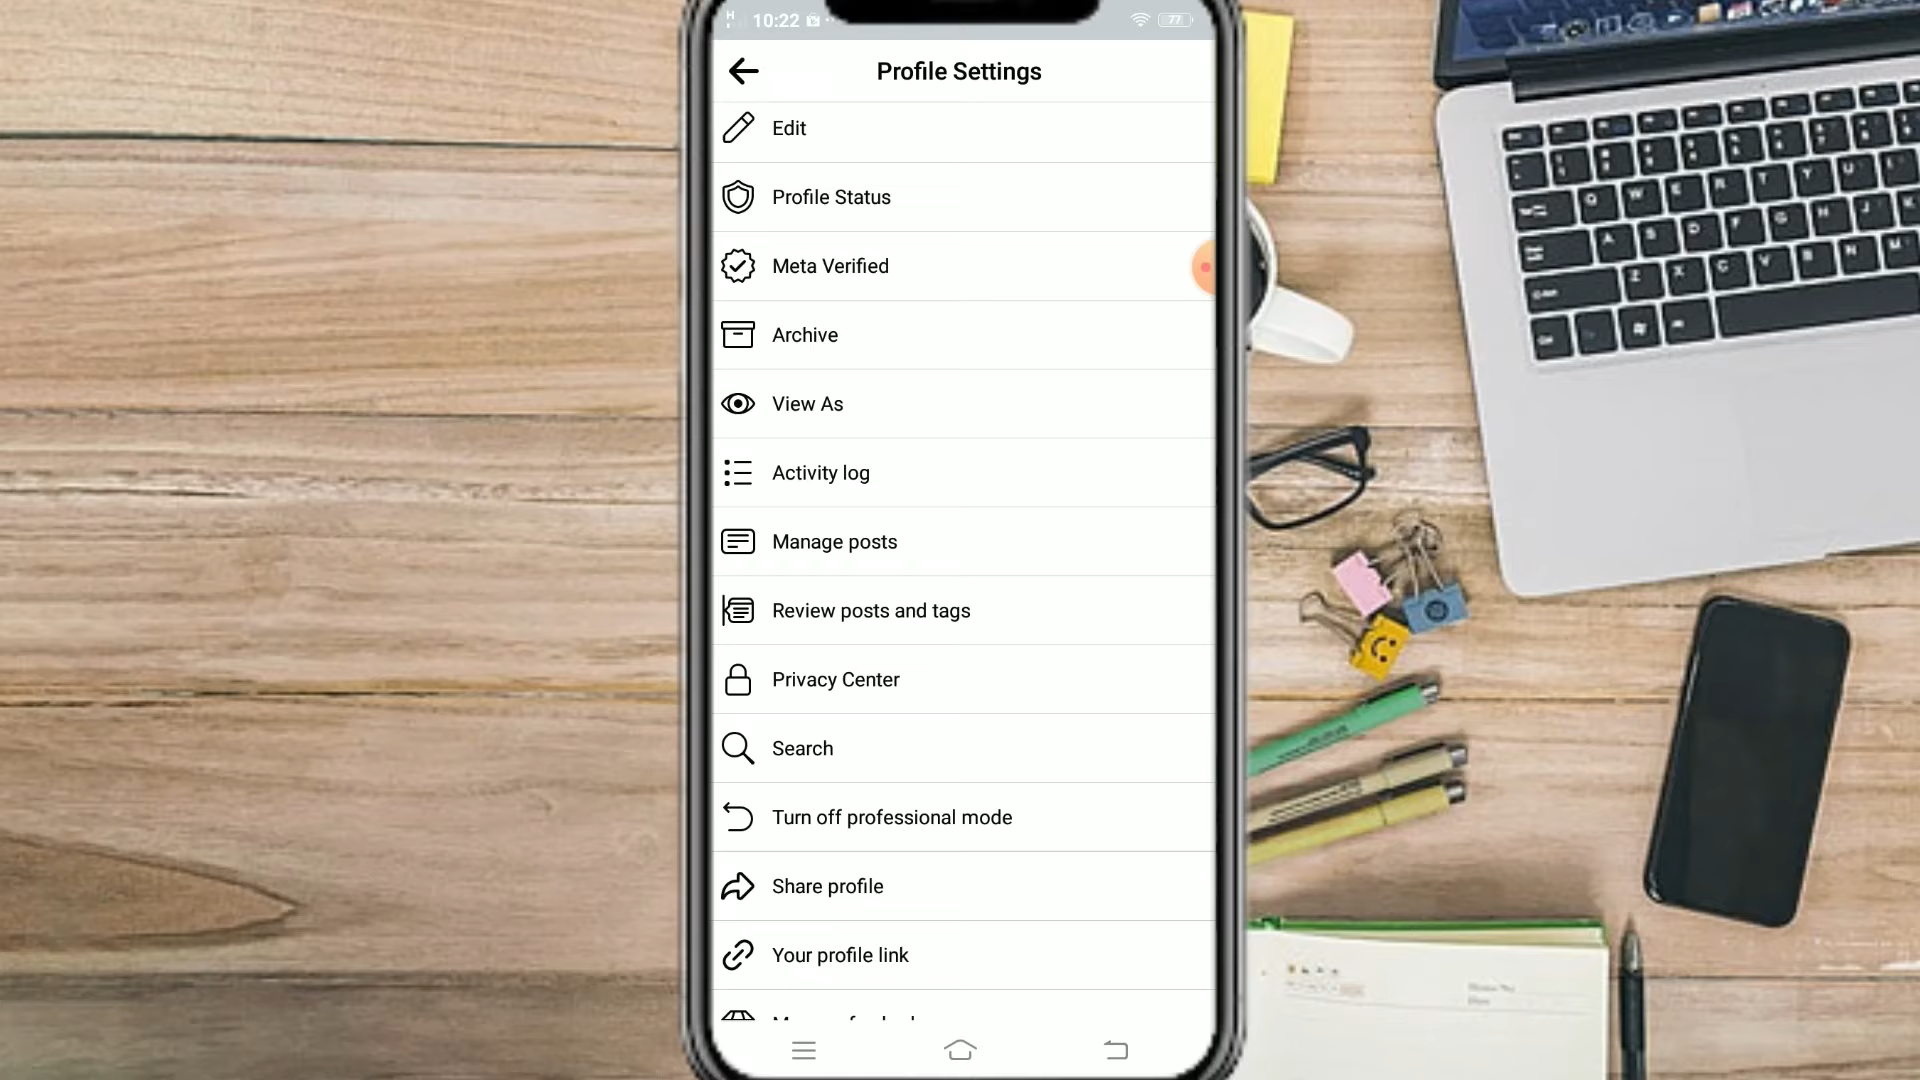 10:22
77
Profile Settings
Edit
Profile Status
Meta Verified
Archive
View As
Activity log
Manage posts
Review posts and tags
Privacy Center
Search
Turn off professional mode
Share profile
Your profile link